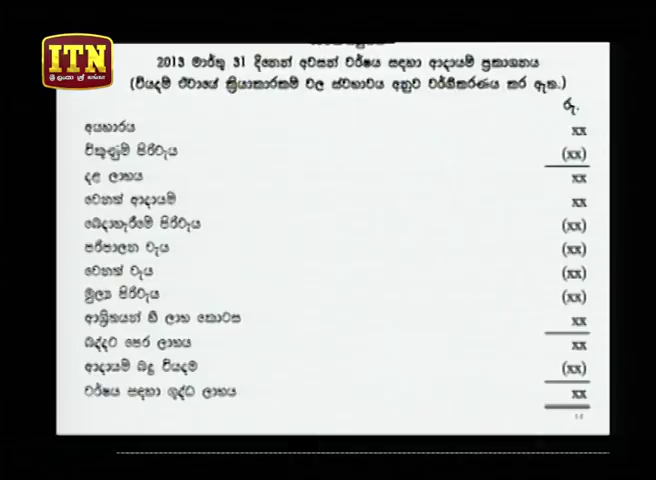 ITN
ශ්‍රී ලංකා
2013 මාර්තු 31 දිනෙන් අවසන් වර්ෂය සඳහා ආදායම් ප්‍රකාශනය
(වියදම් ඒවායේ ක්‍රියාකාරකම් වල ස්වභාවය අනුව වර්ගීකරණය කර ඇත.)
රු.
අයභාරය xx
විකුණුම් පිරිවැය (xx)
දළ ලාභය xx
වෙනත් ආදායම් xx
බෙදාහැරීමේ පිරිවැය (xx)
පරිපාලන වැය (xx)
වෙනත් වැය (xx)
මූල්‍ය පිරිවැය (xx)
ආශ්‍රිතයන් හී ලාභ කොටස xx
බද්දට පෙර ලාභය xx
ආදායම් බදු වියදම (xx)
වර්ෂය සඳහා ශුද්ධ ලාභය xx